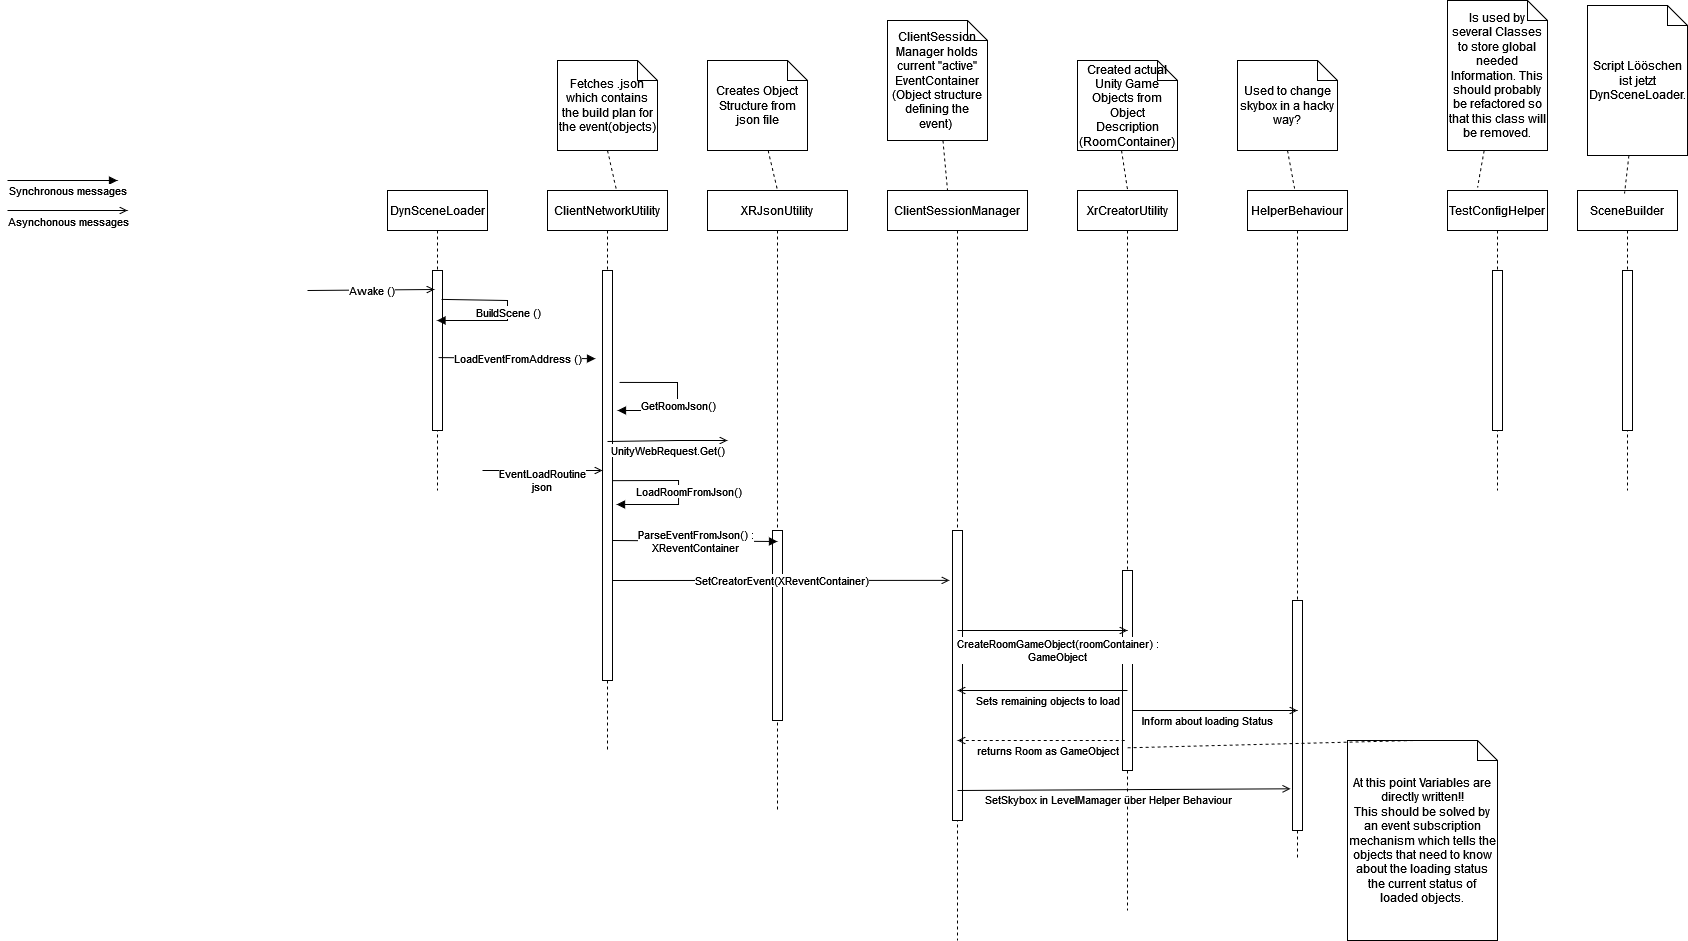 Is used by
several Classes
to store global
needed
Information. This
should probably
be refactored so
that this class will
be removed.
Script Lööschen
ist jetzt
DynSceneLoader.
ClientSession
Manager holds
current "active"
EventContainer
(Object structure
defining the
event)
Fetches .json
which contains
the build plan for
the event(objects)
Creates Object
Structure from
json file
Created actual
Unity Game
Objects from
Object
Description
(RoomContainer)
Used to change
skybox in a hacky
way?
Synchronous messages
Asynchonous messages
DynSceneLoader
ClientNetworkUtility
XRJsonUtility
ClientSessionManager
XrCreatorUtility
HelperBehaviour
TestConfigHelper
SceneBuilder
Awake ()
BuildScene ()
LoadEventFromAddress ()
GetRoomJson()
UnityWebRequest.Get()
EventLoadRoutine
json
LoadRoomFromJson()
ParseEventFromJson() :
XReventContainer
SetCreatorEvent(XReventContainer)
CreateRoomGameObject(roomContainer) :
GameObject
Sets remaining objects to load
Inform about loading Status
returns Room as GameObject
SetSkybox in LevelMamager über Helper Behaviour
At this point Variables are
directly written!!
This should be solved by
an event subscription
mechanism which tells the
objects that need to know
about the loading status
the current status of
loaded objects.